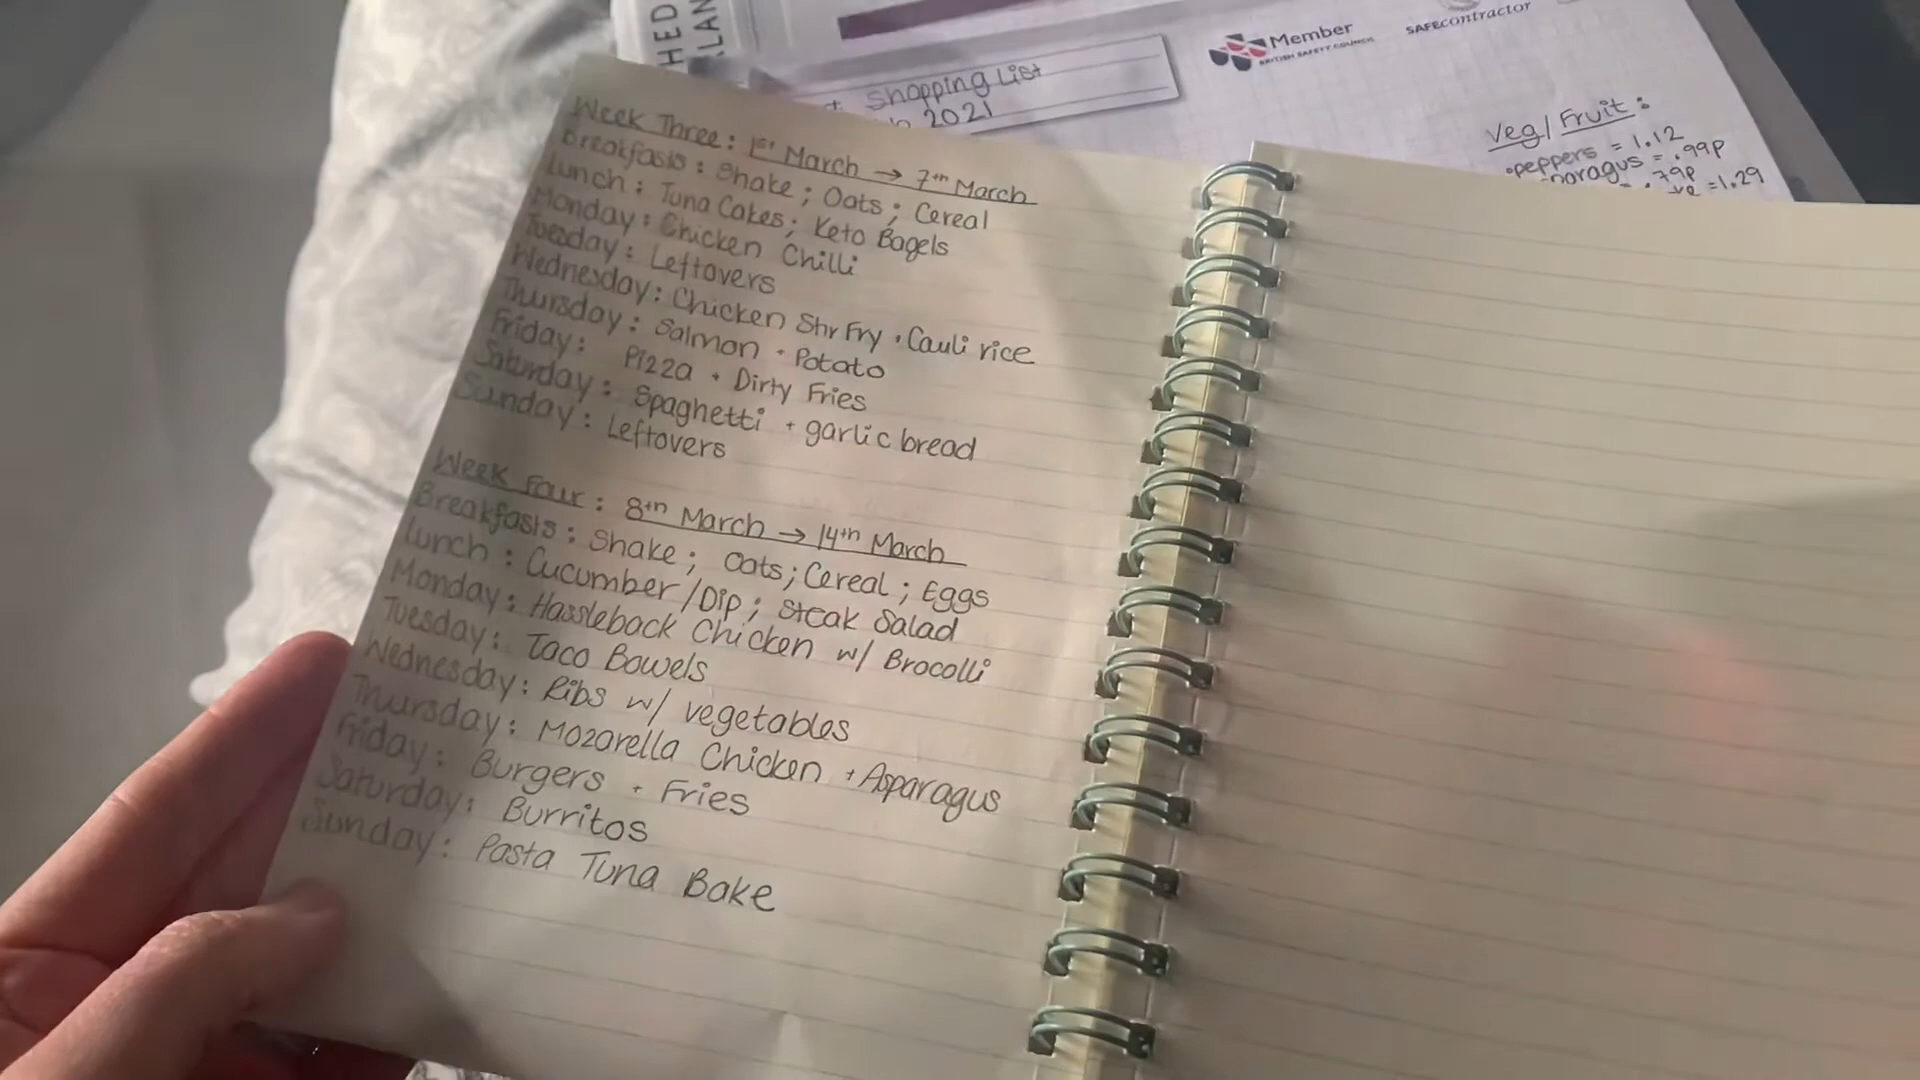 HED
LAN
Shopping List
2021
Member
BRITISH SAFETY COUNCIL
SAFEcontractor
Veg/Fruit:
•peppers = 1.12
paragus = .99p
= .79p
= 1.29
Week Three: 1st March → 7th March
Breakfasts: Shake; Oats; Cereal
Lunch: Tuna Cakes; Keto Bagels
Monday: Chicken Chilli
Tuesday: Leftovers
Wednesday: Chicken Stir Fry + Cauli rice
Thursday: Salmon + Potato
Friday: Pizza + Dirty Fries
Saturday: Spaghetti + garlic bread
Sunday: Leftovers
Week Four: 8th March → 14th March
Breakfasts: Shake; Oats; Cereal; Eggs
Lunch: Cucumber/Dip; Steak Salad
Monday: Hassleback Chicken w/ Brocolli
Tuesday: Taco Bowels
Wednesday: Ribs w/ vegetables
Thursday: Mozarella Chicken + Asparagus
Friday: Burgers + Fries
Saturday: Burritos
Sunday: Pasta Tuna Bake